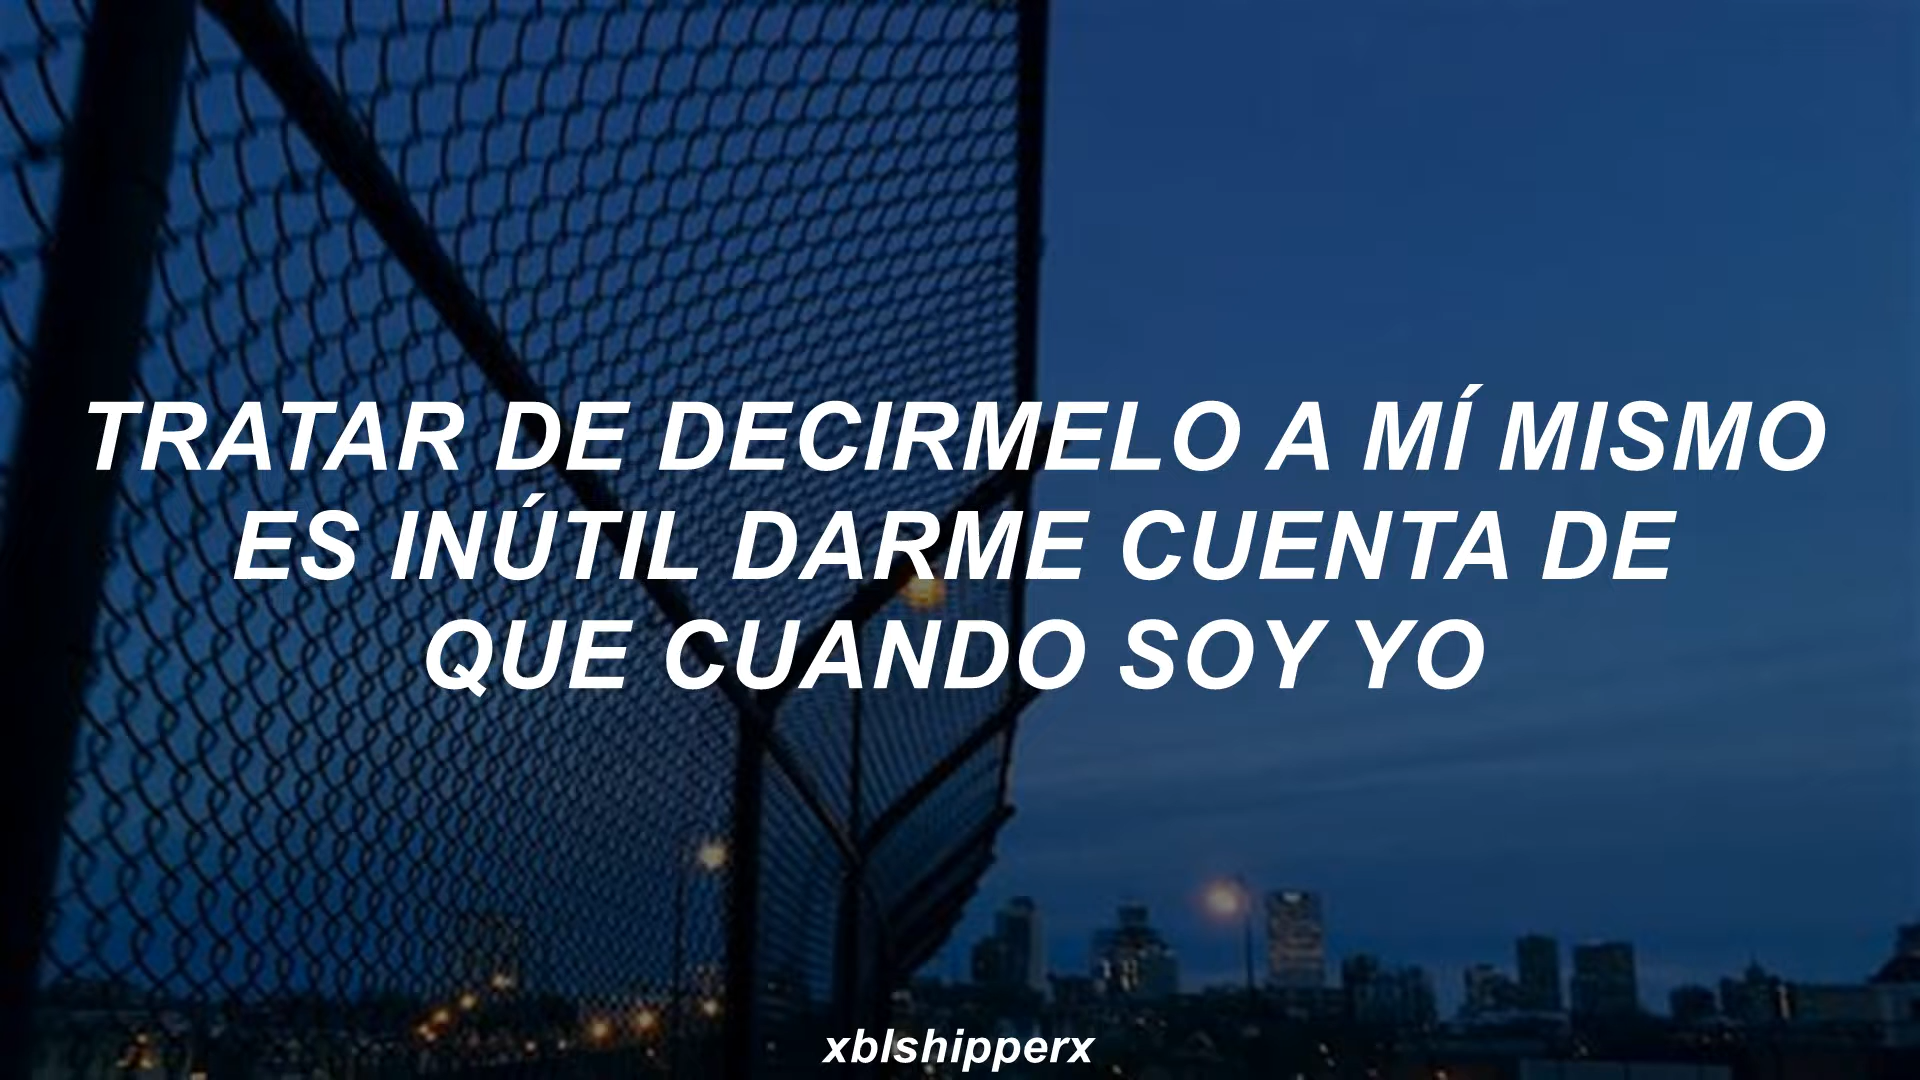 TRATAR DE DECIRMELO A MÍ MISMO
ES INÚTIL DARME CUENTA DE
QUE CUANDO SOY YO
xblshipperx